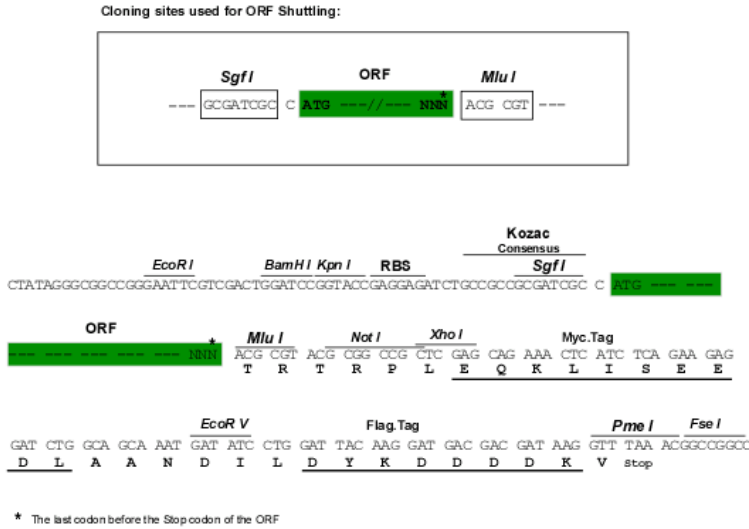 Cloning sites used for ORF Shuttling:
Sgf I ORF Mlu I
--- GCGATCGC C ATG ---//--- NNN* ACG CGT ---
Kozac
Consensus
EcoR I BamH I Kpn I RBS Sgf I
CTATAGGGCGGCCGGGAATTCGTCGACTGGATCCGGTACCGAGGAGATCTGCCGCCGCGATCGC C ATG --- ---
ORF Mlu I Not I Xho I Myc.Tag
--- --- --- --- --- --- NNN* ACG CGT ACG CGG CCG CTC GAG CAG AAA CTC ATC TCA GAA GAG
T R T R P L E Q K L I S E E
EcoR V Flag.Tag Pme I Fse I
GAT CTG GCA GCA AAT GAT ATC CTG GAT TAC AAG GAT GAC GAC GAT AAG GTT TAA ACGGCCGGCC
D L A A N D I L D Y K D D D D K V Stop
* The last codon before the Stop codon of the ORF